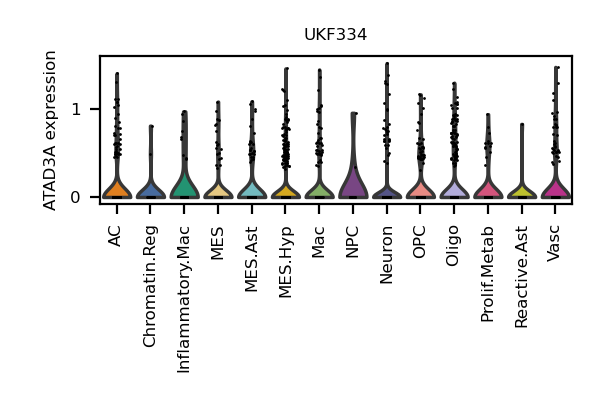 UKF334
ATAD3A expression
1
0
AC
Chromatin.Reg
Inflammatory.Mac
MES
MES.Ast
MES.Hyp
Mac
NPC
Neuron
OPC
Oligo
Prolif.Metab
Reactive.Ast
Vasc